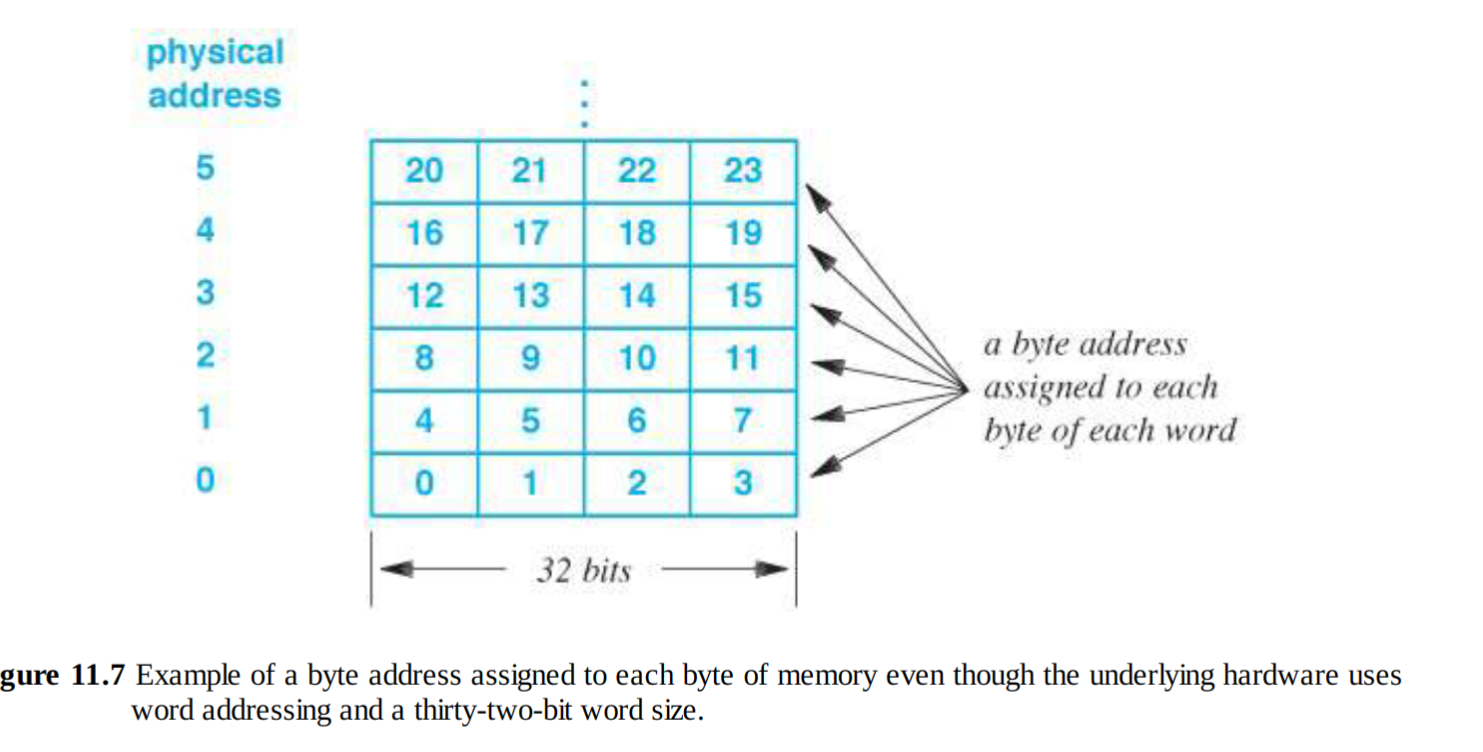 physical
address
5 20 21 22 23
4 16 17 18 19
3 12 13 14 15
2 8 9 10 11
1 4 5 6 7
0 0 1 2 3
a byte address
assigned to each
byte of each word
32 bits
gure 11.7 Example of a byte address assigned to each byte of memory even though the underlying hardware uses
word addressing and a thirty-two-bit word size.